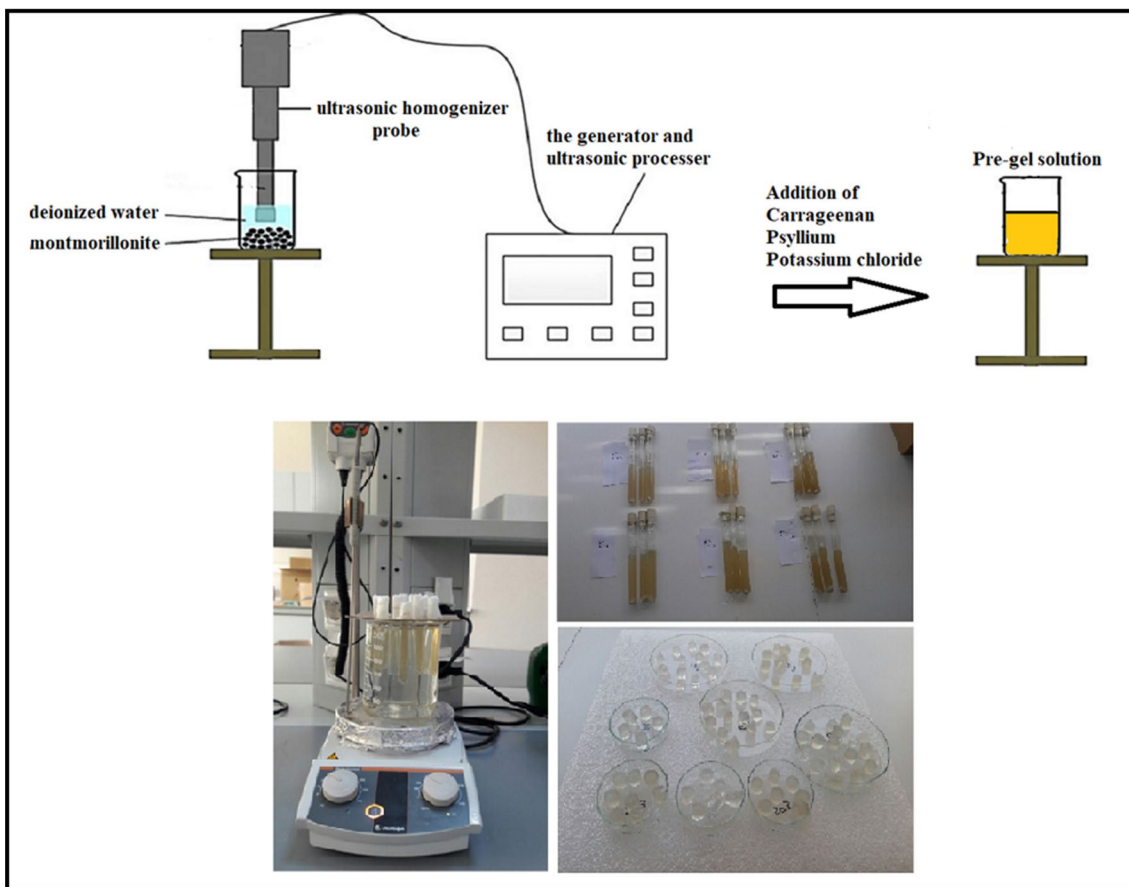 ultrasonic homogenizer
probe
the generator and
ultrasonic processer
deionized water
montmorillonite
Addition of
Carrageenan
Psyllium
Potassium chloride
Pre-gel solution